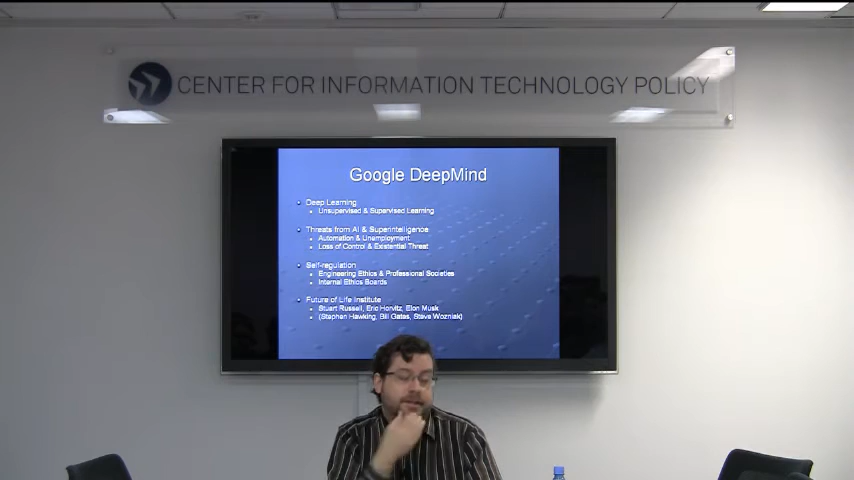 CENTER FOR INFORMATION TECHNOLOGY POLICY
Google DeepMind
Deep Learning
Unsupervised & Supervised Learning
Threats from AI & Superintelligence
Automation & Unemployment
Loss of Control & Existential Threat
Self-regulation
Engineering Ethics & Professional Societies
Internal Ethics Boards
Future of Life Institute
Stuart Russell, Eric Horvitz, Elon Musk
(Stephen Hawking, Bill Gates, Steve Wozniak)